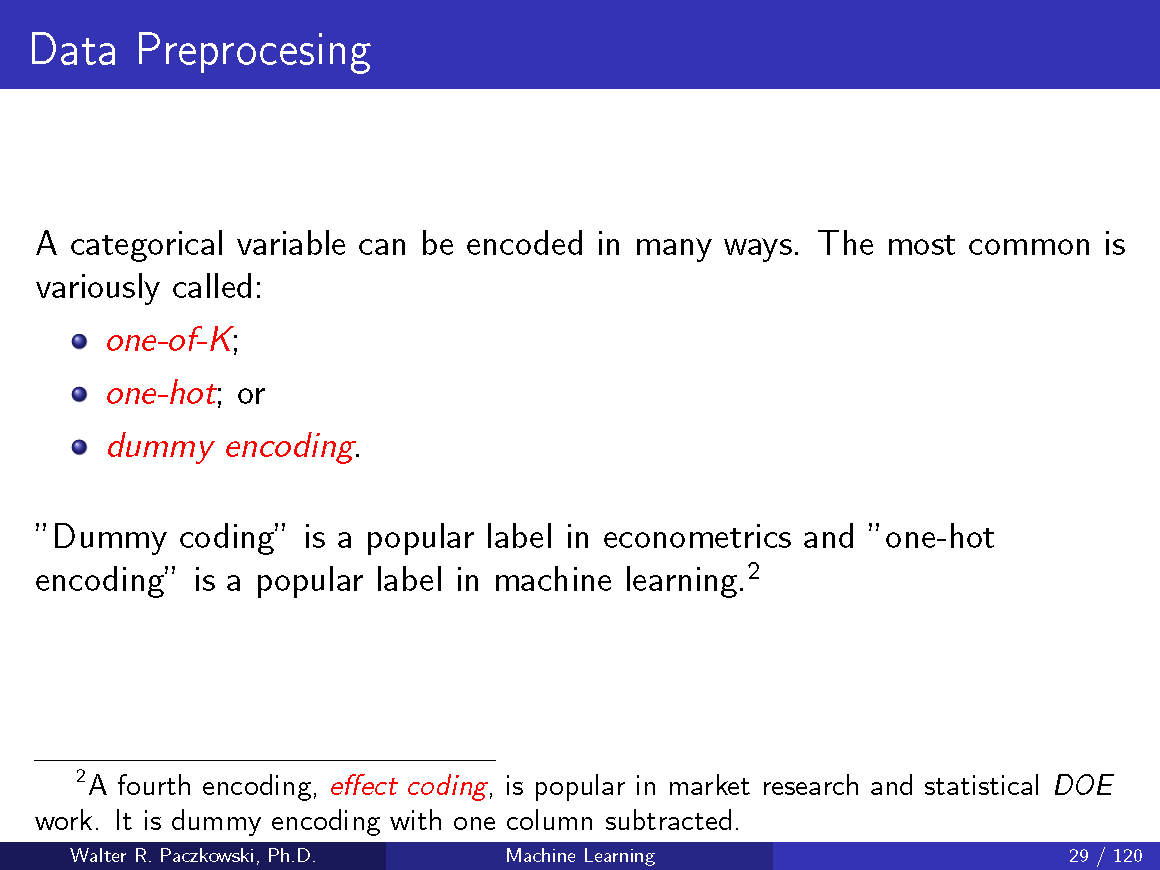 Data Preprocesing
A categorical variable can be encoded in many ways. The most common is
variously called:
one-of-K;
one-hot; or
dummy encoding.
”Dummy coding” is a popular label in econometrics and ”one-hot
encoding” is a popular label in machine learning.²
²A fourth encoding, effect coding, is popular in market research and statistical DOE
work. It is dummy encoding with one column subtracted.
Walter R. Paczkowski, Ph.D. Machine Learning 29 / 120